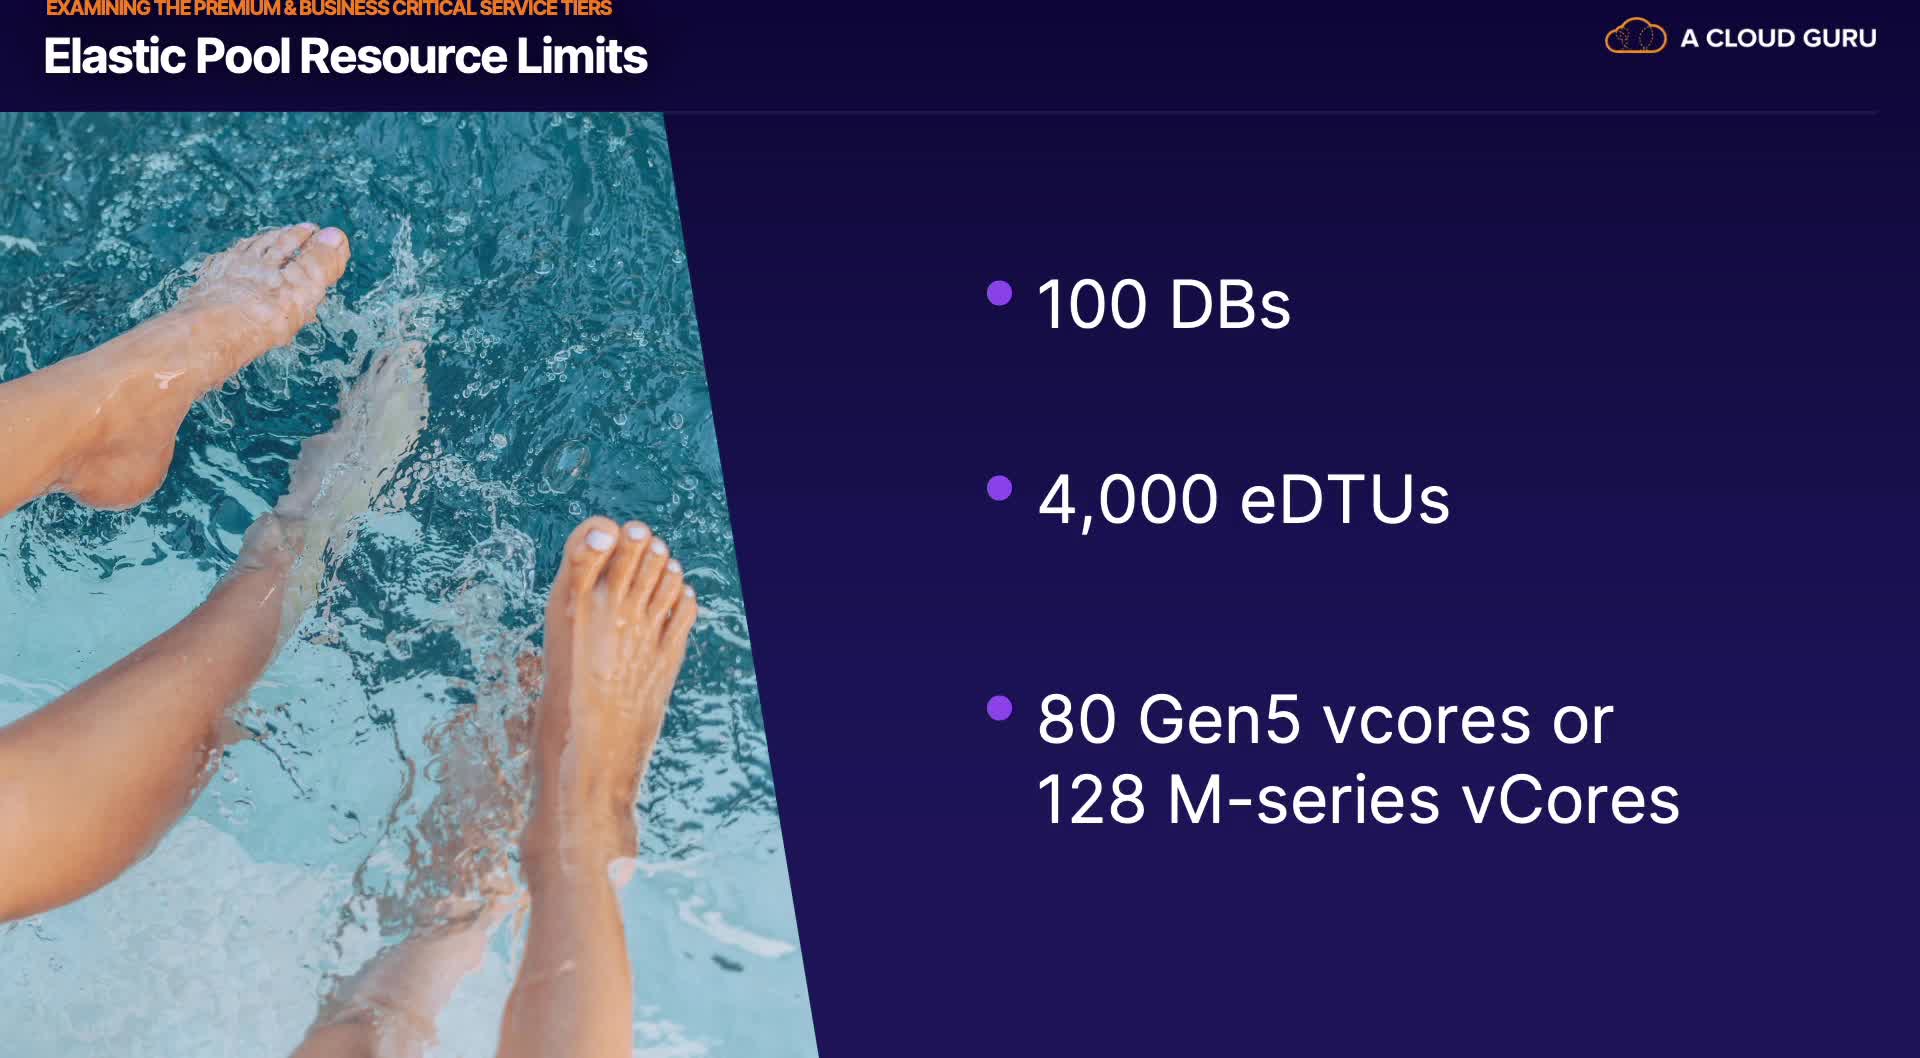 EXAMINING THE PREMIUM & BUSINESS CRITICAL SERVICE TIERS
Elastic Pool Resource Limits
A CLOUD GURU
100 DBs
4,000 eDTUs
80 Gen5 vcores or
128 M-series vCores